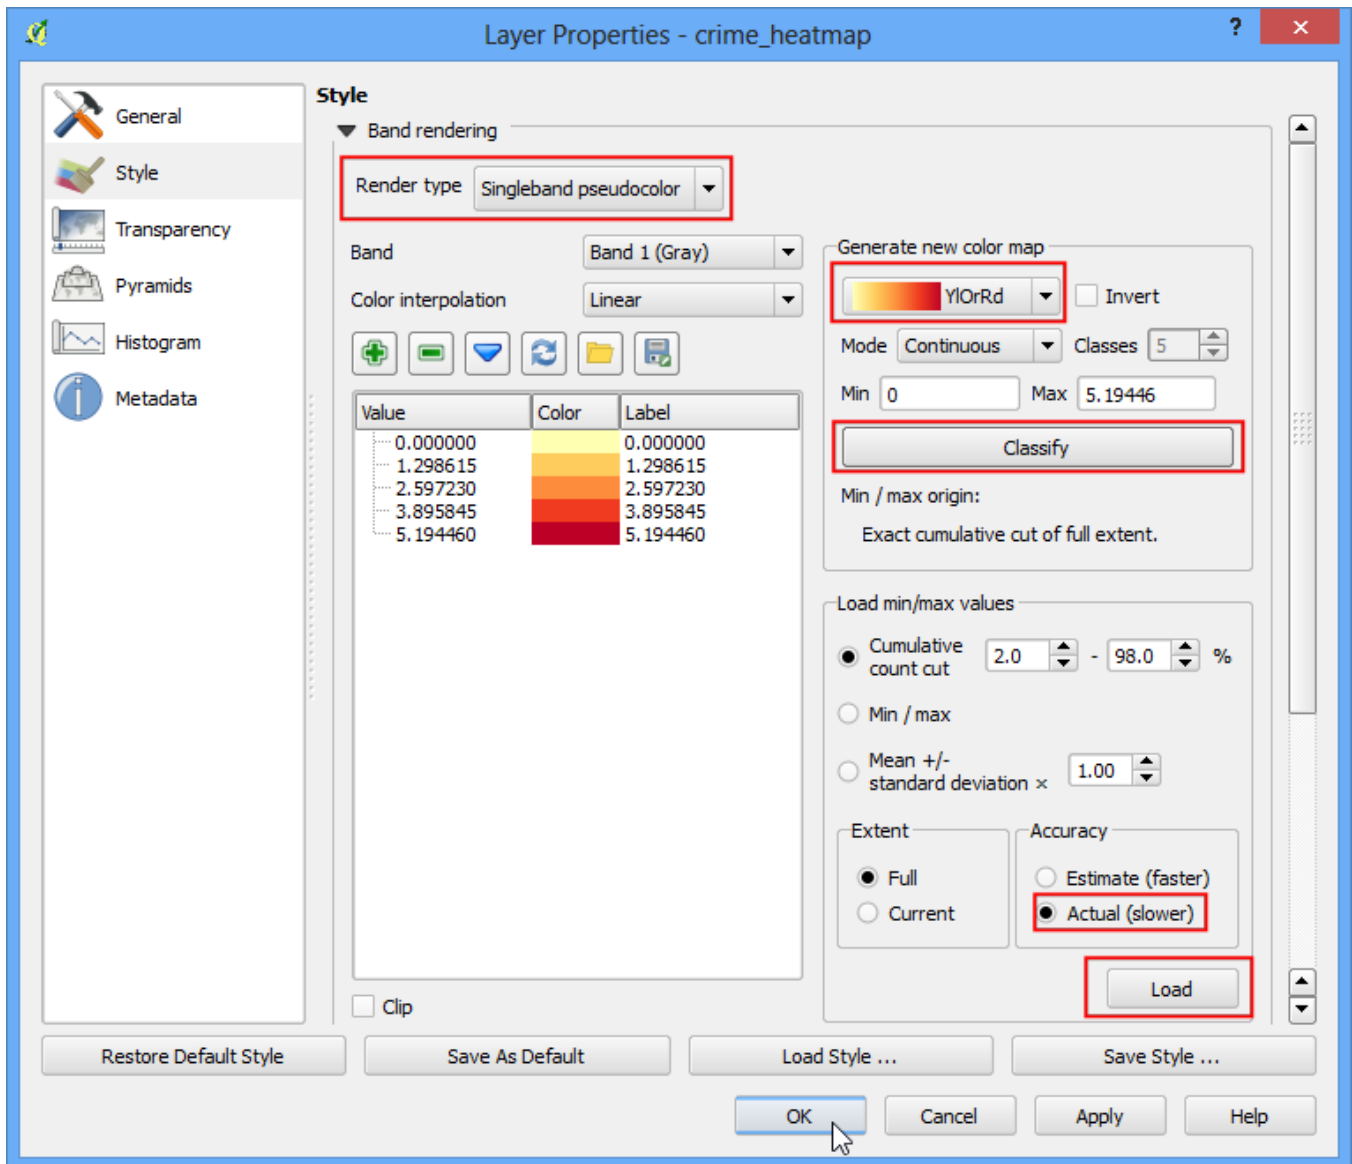 Layer Properties - crime_heatmap
?
General
Style
Transparency
Pyramids
Histogram
Metadata
Style
Band rendering
Render type Singleband pseudocolor
Band Band 1 (Gray)
Color interpolation Linear
Value Color Label
0.000000 0.000000
1.298615 1.298615
2.597230 2.597230
3.895845 3.895845
5.194460 5.194460
Clip
Generate new color map
YlOrRd Invert
Mode Continuous Classes 5
Min 0 Max 5.19446
Classify
Min / max origin:
Exact cumulative cut of full extent.
Load min/max values
Cumulative
count cut 2.0 - 98.0 %
Min / max
Mean +/-
standard deviation × 1.00
Extent
Full
Current
Accuracy
Estimate (faster)
Actual (slower)
Load
Restore Default Style Save As Default Load Style ... Save Style ...
OK Cancel Apply Help